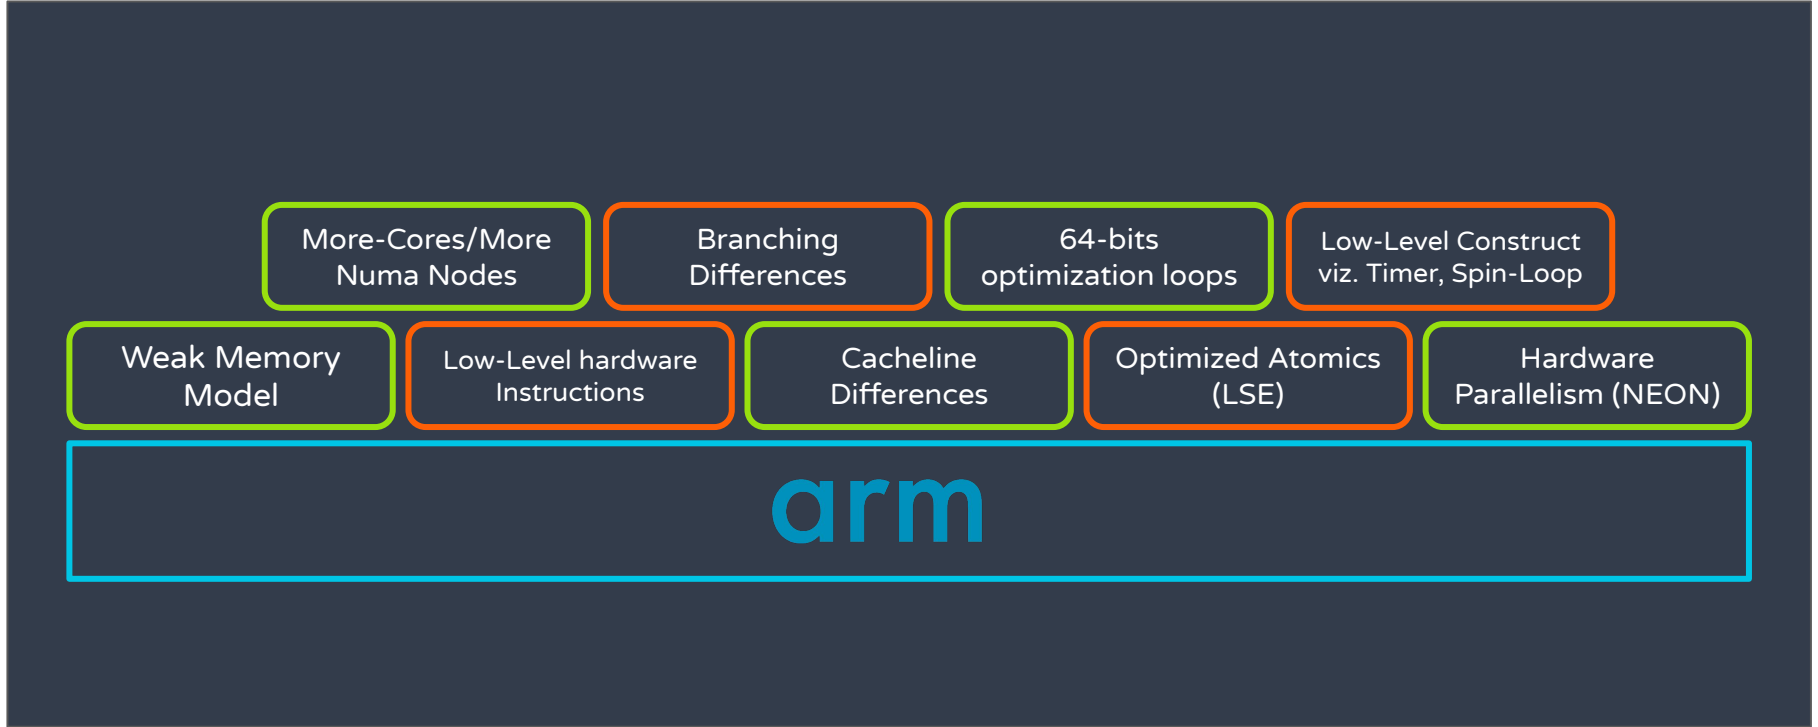 More-Cores/More
Numa Nodes
Branching
Differences
64-bits
optimization loops
Low-Level Construct
viz. Timer, Spin-Loop
Weak Memory
Model
Low-Level hardware
Instructions
Cacheline
Differences
Optimized Atomics
(LSE)
Hardware
Parallelism (NEON)
arm